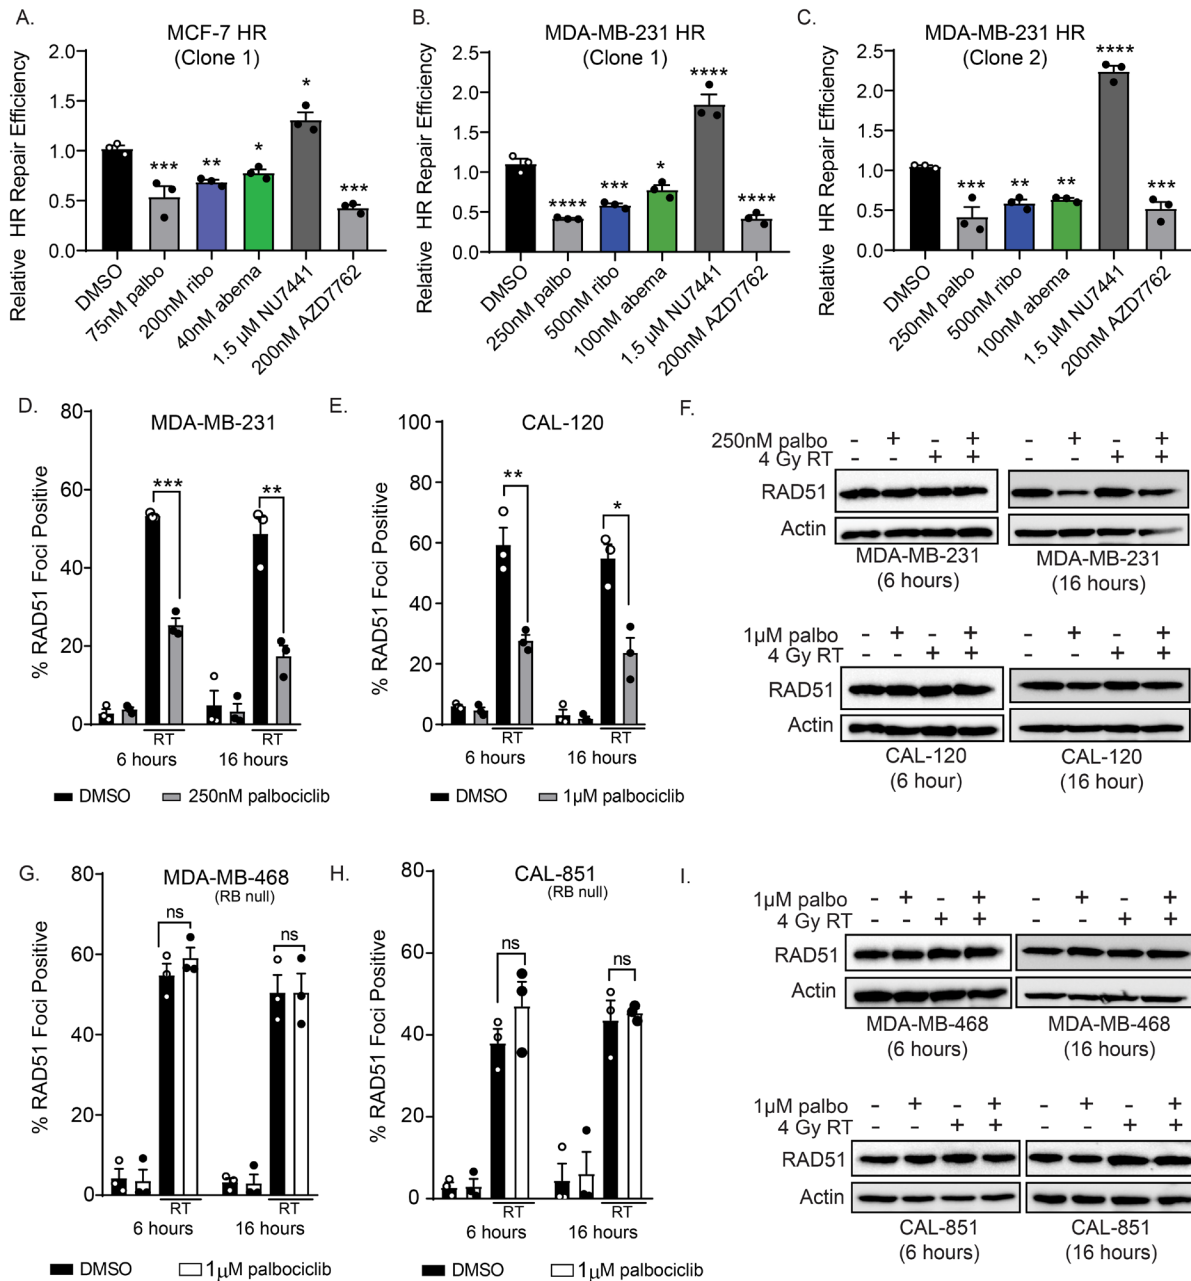 A.
MCF-7 HR
(Clone 1)
Relative HR Repair Efficiency
2.0
1.5
1.0
0.5
0.0
***
**
*
*
***
DMSO
75nM palbo
200nM ribo
40nM abema
1.5 µM NU7441
200nM AZD7762
B.
MDA-MB-231 HR
(Clone 1)
Relative HR Repair Efficiency
2.5
2.0
1.5
1.0
0.5
0.0
****
***
*
****
****
DMSO
250nM palbo
500nM ribo
100nM abema
1.5 µM NU7441
200nM AZD7762
C.
MDA-MB-231 HR
(Clone 2)
Relative HR Repair Efficiency
2.5
2.0
1.5
1.0
0.5
0.0
***
**
**
****
***
DMSO
250nM palbo
500nM ribo
100nM abema
1.5 µM NU7441
200nM AZD7762
D.
MDA-MB-231
% RAD51 Foci Positive
80
60
40
20
0
***
**
RT
RT
6 hours
16 hours
DMSO
250nM palbociclib
E.
CAL-120
% RAD51 Foci Positive
100
80
60
40
20
0
**
*
RT
RT
6 hours
16 hours
DMSO
1µM palbociclib
F.
250nM palbo - + - + - + - +
4 Gy RT - - + + - - + +
RAD51
Actin
MDA-MB-231
(6 hours)
MDA-MB-231
(16 hours)
1µM palbo - + - + - + - +
4 Gy RT - - + + - - + +
RAD51
Actin
CAL-120
(6 hour)
CAL-120
(16 hour)
G.
MDA-MB-468
(RB null)
% RAD51 Foci Positive
80
60
40
20
0
ns
ns
RT
RT
6 hours
16 hours
DMSO
1µM palbociclib
H.
CAL-851
(RB null)
% RAD51 Foci Positive
80
60
40
20
0
ns
ns
RT
RT
6 hours
16 hours
DMSO
1µM palbociclib
I.
1µM palbo - + - + - + - +
4 Gy RT - - + + - - + +
RAD51
Actin
MDA-MB-468
(6 hours)
MDA-MB-468
(16 hours)
1µM palbo - + - + - + - +
4 Gy RT - - + + - - + +
RAD51
Actin
CAL-851
(6 hours)
CAL-851
(16 hours)